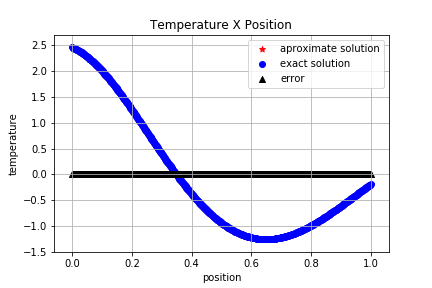 Temperature X Position
aproximate solution
exact solution
error
temperature
2.5
2.0
1.5
1.0
0.5
0.0
−0.5
−1.0
−1.5
0.0 0.2 0.4 0.6 0.8 1.0
position